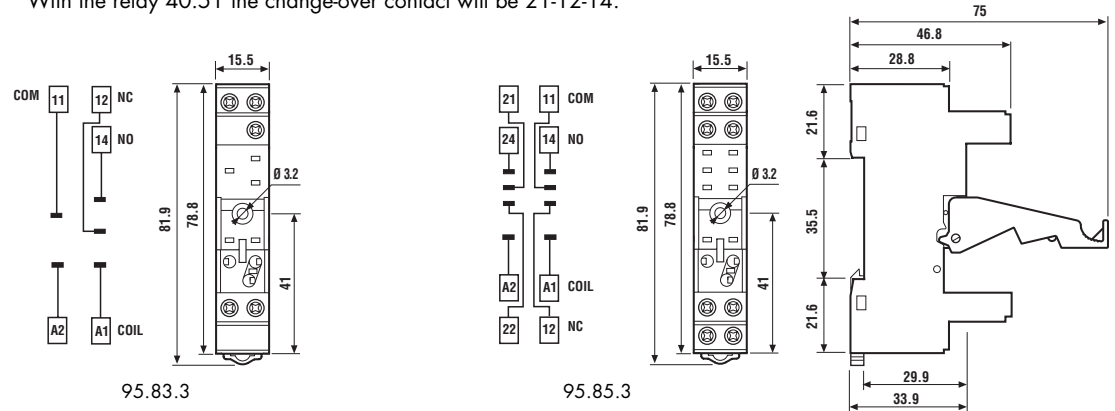 With the relay 40.51 the change-over contact will be 21-12-14.
75
46.8
28.8
15.5
15.5
COM 11 12 NC
14 NO
Ø 3.2
81.9
78.8
41
A2 A1 COIL
95.83.3
21 11 COM
24 14 NO
Ø 3.2
81.9
78.8
41
A2 A1 COIL
22 12 NC
95.85.3
21.6
35.5
21.6
29.9
33.9